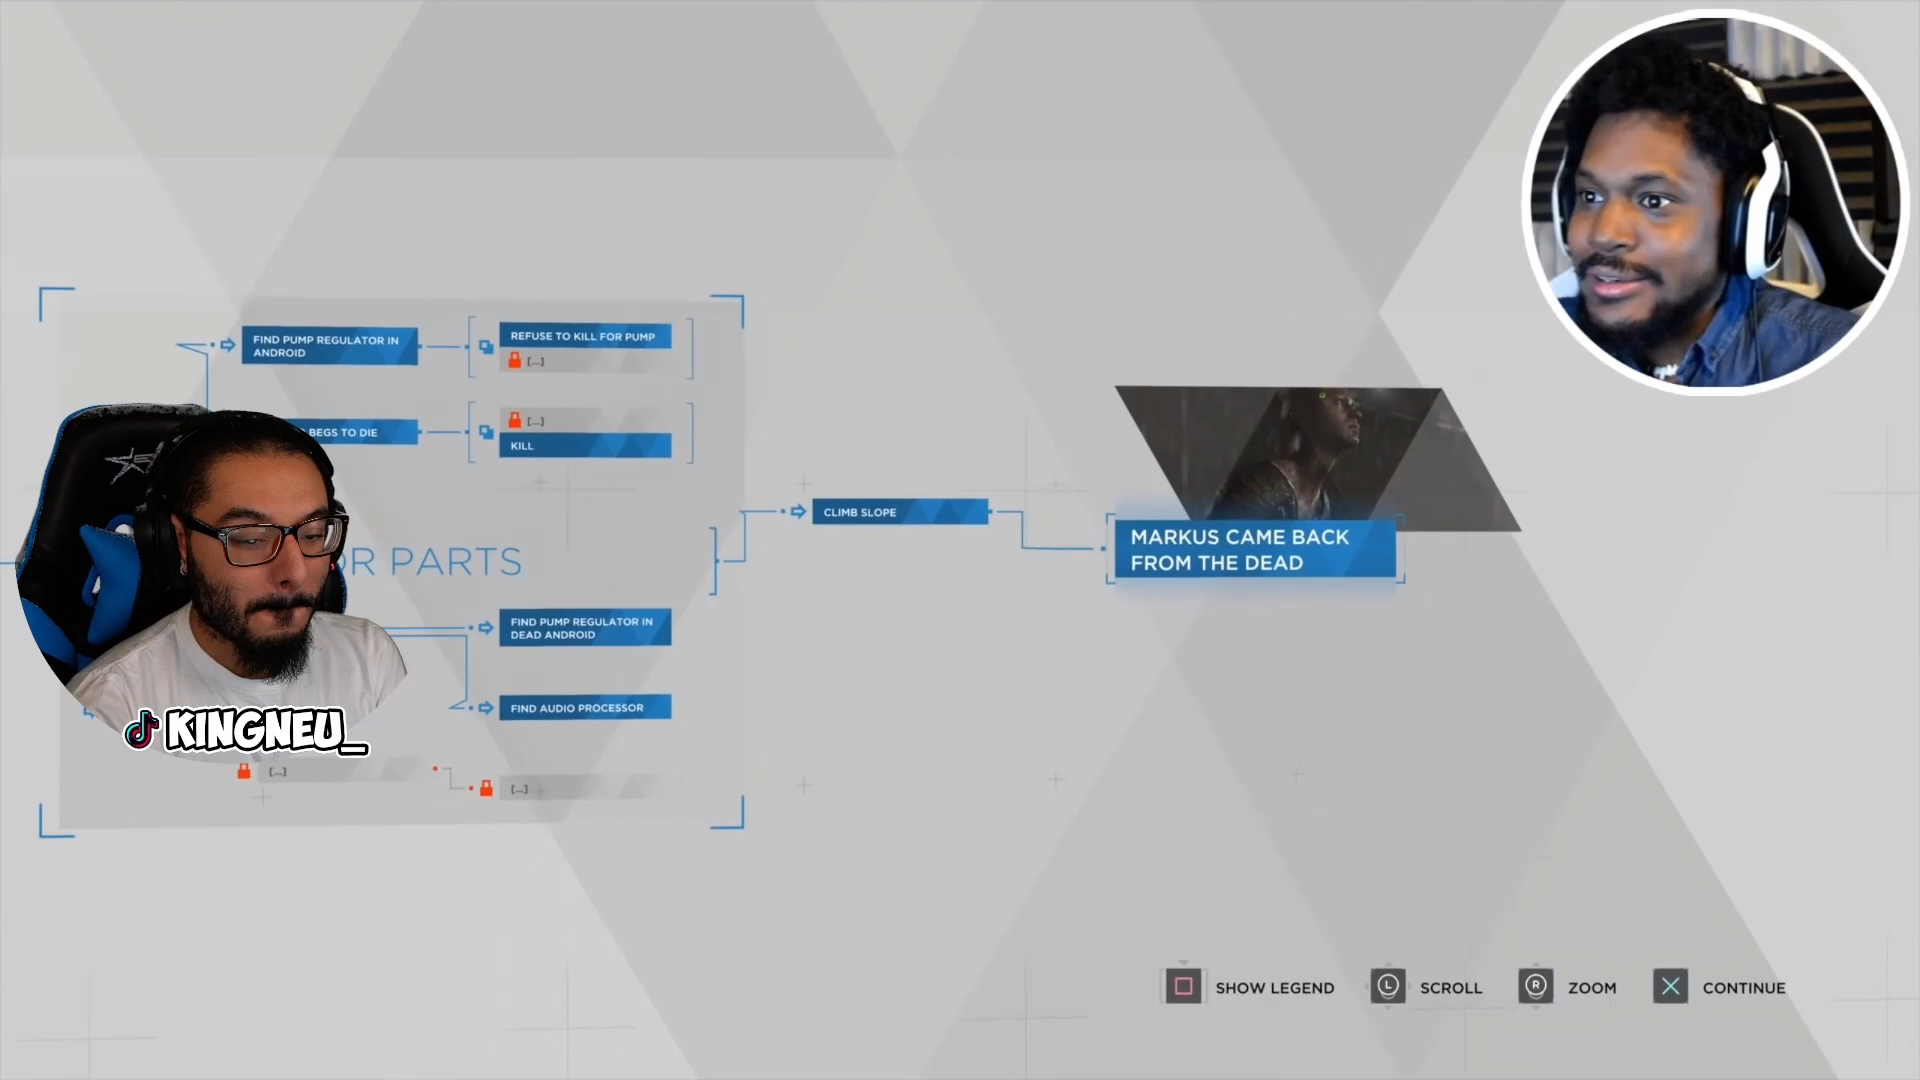 FIND PUMP REGULATOR IN
ANDROID
REFUSE TO KILL FOR PUMP
[...]
BEGS TO DIE
[...]
KILL
CLIMB SLOPE
MARKUS CAME BACK
FROM THE DEAD
OR PARTS
FIND PUMP REGULATOR IN
DEAD ANDROID
FIND AUDIO PROCESSOR
KINGNEU_
[...]
[...]
SHOW LEGEND
L
SCROLL
R
ZOOM
CONTINUE